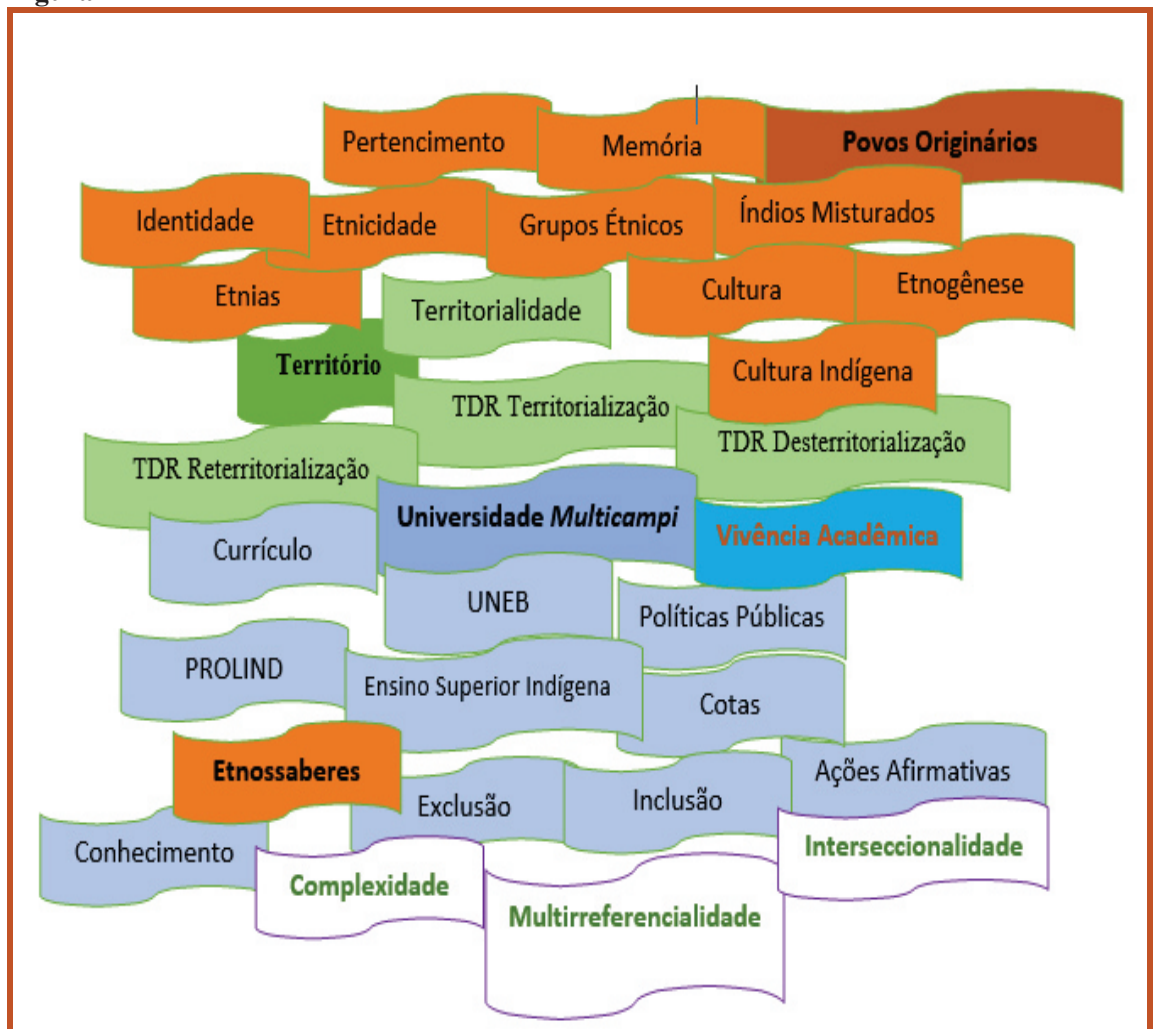 Pertencimento
Memória
Povos Originários
Identidade
Etnicidade
Grupos Étnicos
Índios Misturados
Etnias
Territorialidade
Cultura
Etnogênese
Território
TDR Territorialização
Cultura Indígena
TDR Reterritorialização
TDR Desterritorialização
Universidade Multicampi
Vivência Acadêmica
Currículo
UNEB
Políticas Públicas
PROLIND
Ensino Superior Indígena
Cotas
Etnossaberes
Exclusão
Inclusão
Ações Afirmativas
Conhecimento
Complexidade
Multirreferencialidade
Interseccionalidade